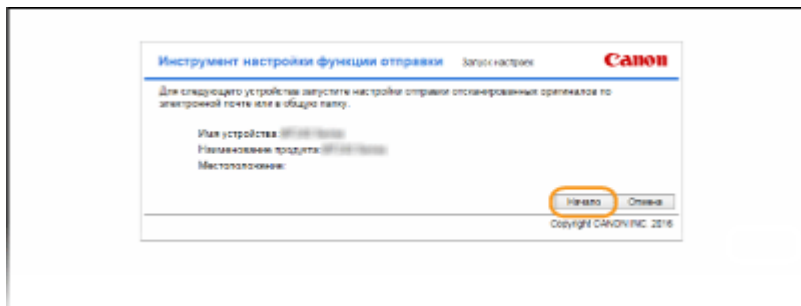 Инструмент настройки функции отправки Запуск настроек Canon
Для следующего устройства запустите настройки отправки отсканированных оригиналов по
электронной почте или в общую папку.
Имя устройства:
Наименование продукта:
Местоположение:
Начало Отмена
Copyright CANON INC. 2016